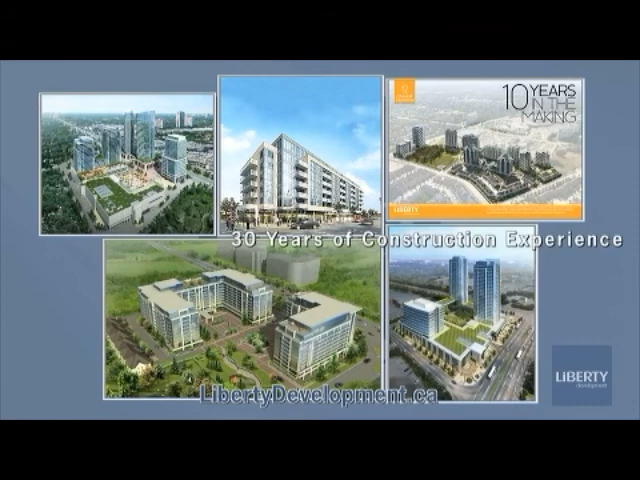 10 YEARS
IN THE
MAKING
LIBERTY
30 Years of Construction Experience
LiBERTY
development
LibertyDevelopment.ca